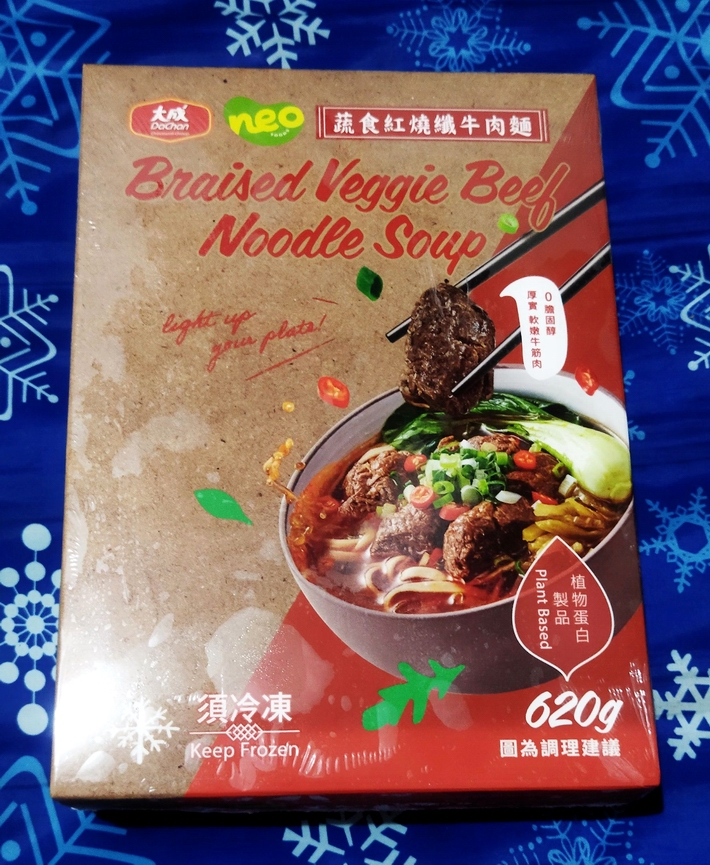 大成
DaChan
neo
FOODS
蔬食紅燒纖牛肉麵
Braised Veggie Beef
Noodle Soup
light up
your plate!
0膽固醇
厚實 軟嫩牛筋肉
植物蛋白
製品
Plant Based
620g
圖為調理建議
須冷凍
Keep Frozen